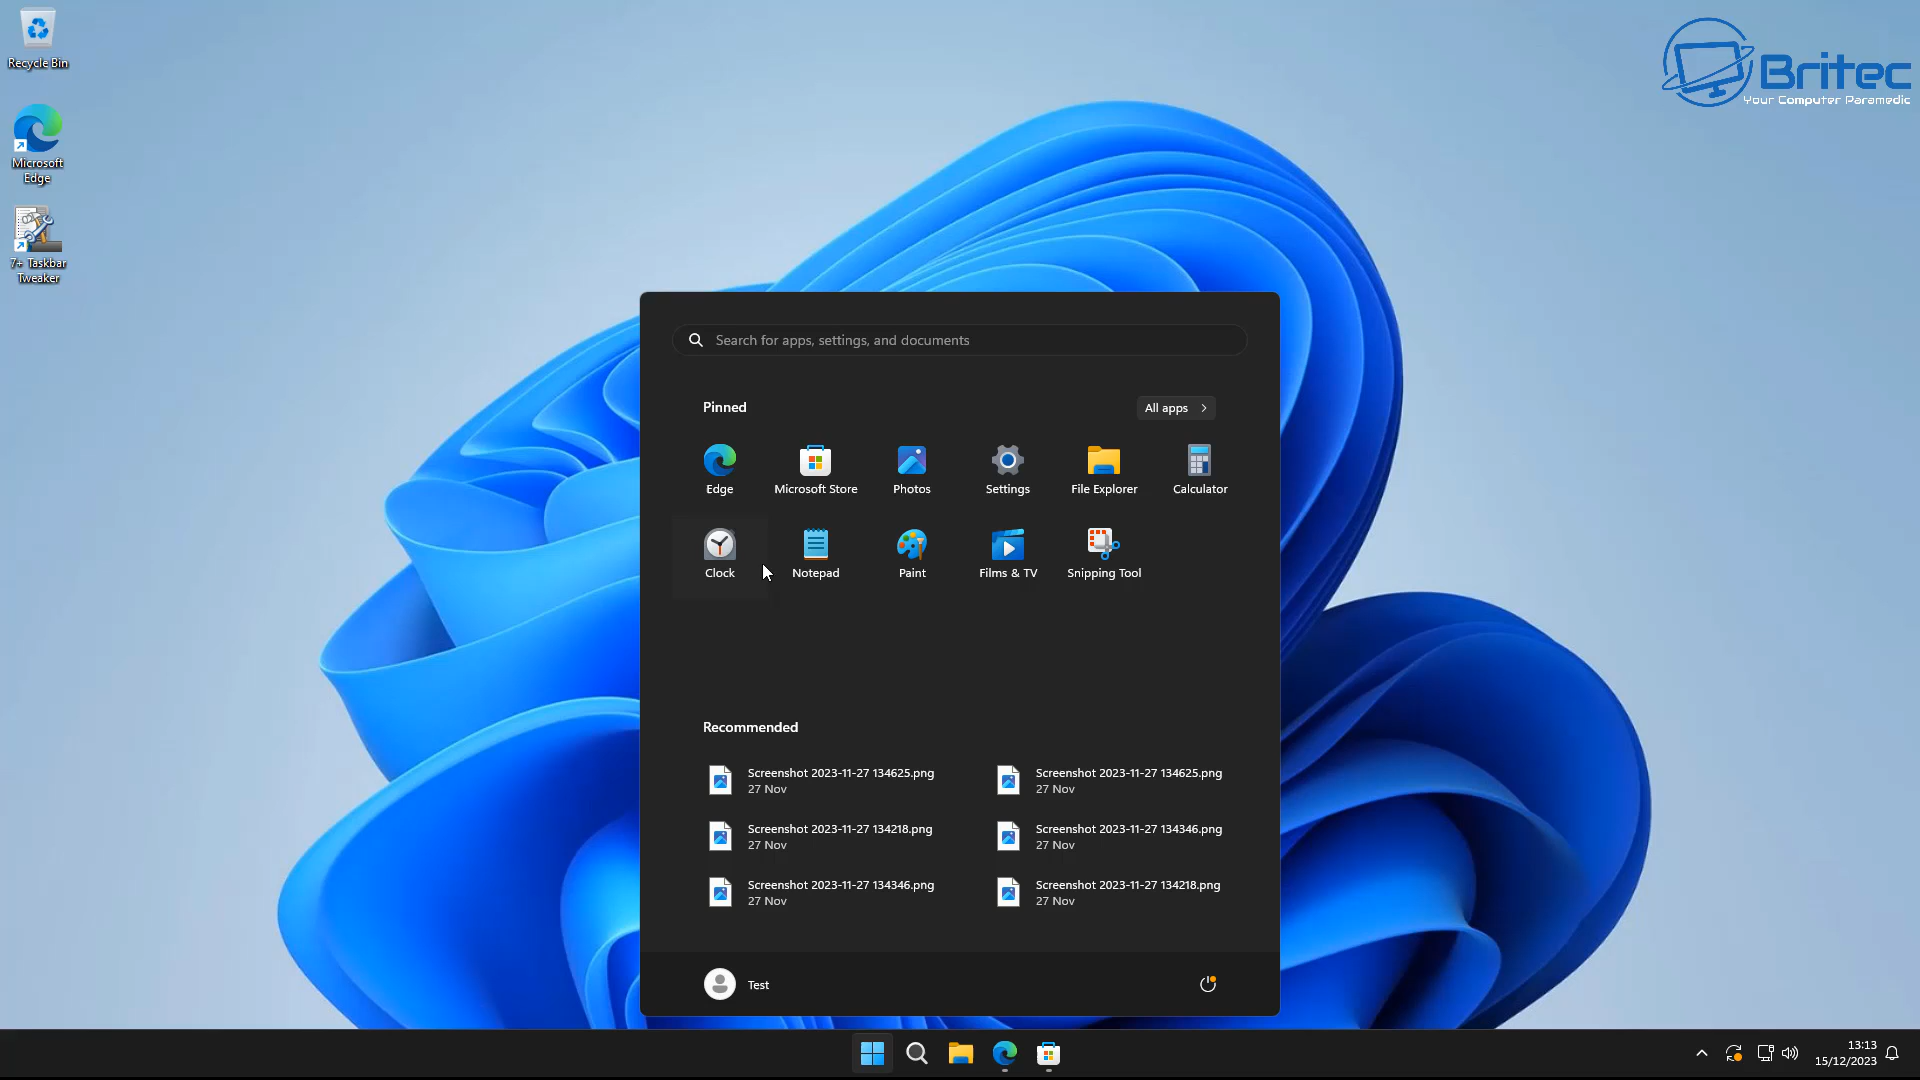 Recycle Bin
Microsoft
Edge
7+ Taskbar
Tweaker
Britec
Your Computer Paramedic
Search for apps, settings, and documents
Pinned
All apps
Edge
Microsoft Store
Photos
Settings
File Explorer
Calculator
Clock
Notepad
Paint
Films & TV
Snipping Tool
Recommended
Screenshot 2023-11-27 134625.png
27 Nov
Screenshot 2023-11-27 134625.png
27 Nov
Screenshot 2023-11-27 134218.png
27 Nov
Screenshot 2023-11-27 134346.png
27 Nov
Screenshot 2023-11-27 134346.png
27 Nov
Screenshot 2023-11-27 134218.png
27 Nov
Test
13:13
15/12/2023